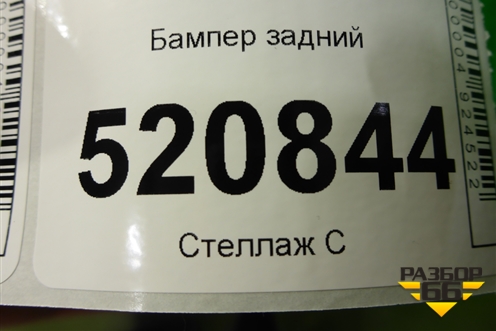 Бампер задний
520844
Стеллаж С
РАЗБОР
66